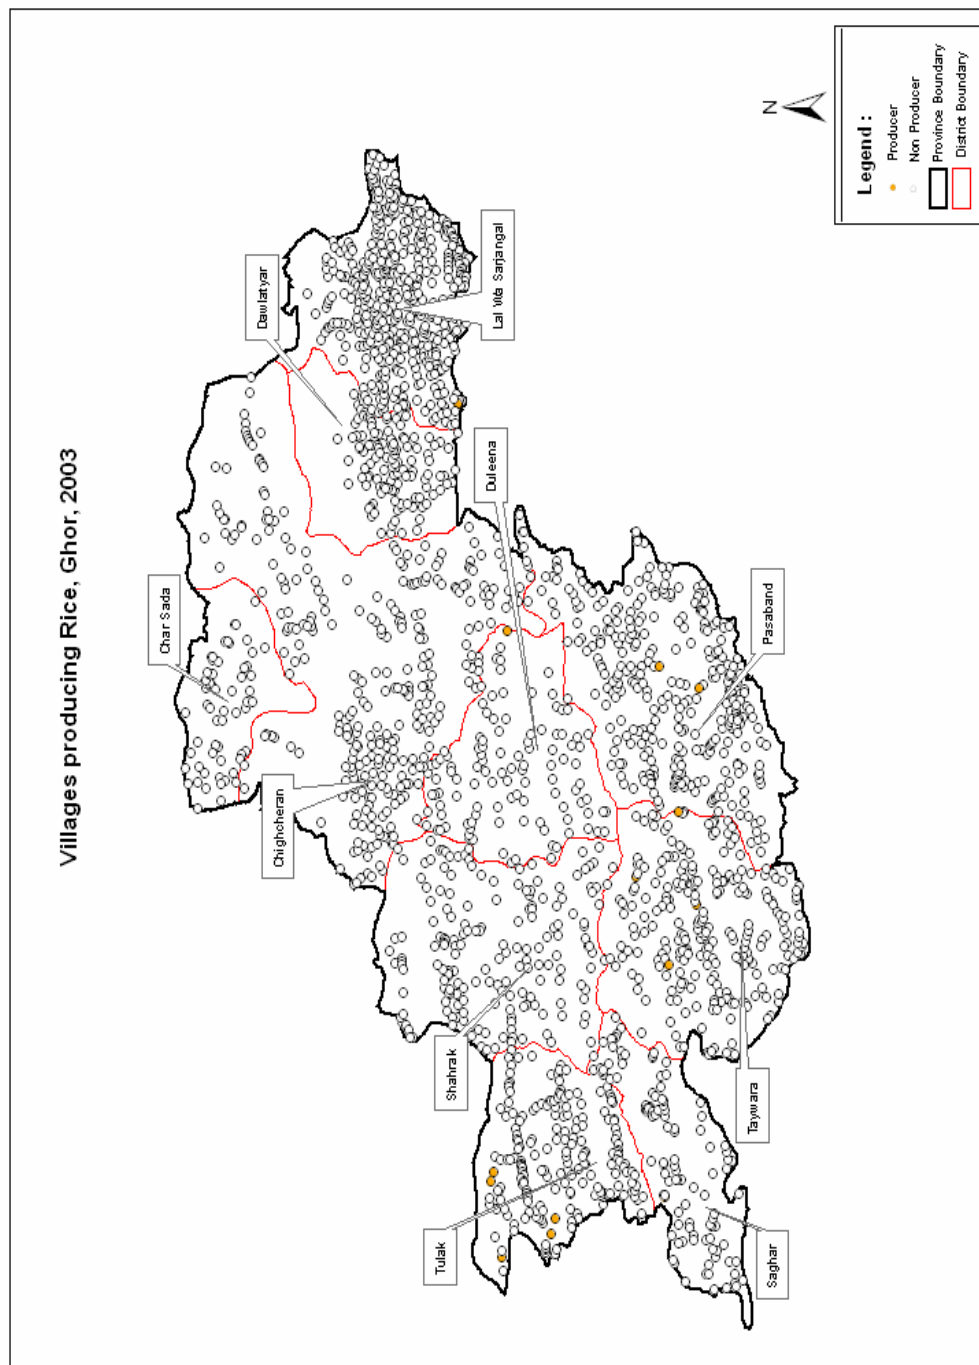 Villages producing Rice, Ghor, 2003
N
Legend :
Producer
Non Producer
Province Boundary
District Boundary
Char Sada
Dawlatyar
Lal Wa Sarjangal
Chighcheran
Duleena
Shahrak
Pasaband
Tulak
Taywara
Saghar